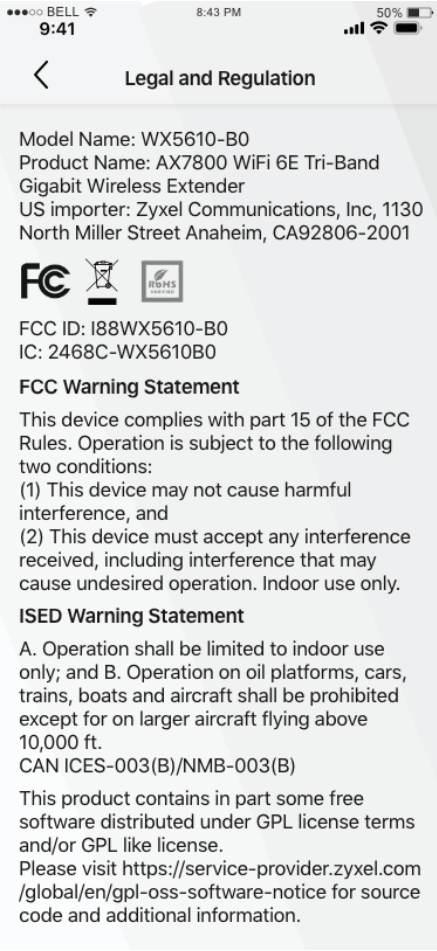 BELL 8:43 PM 50%
9:41
Legal and Regulation
Model Name: WX5610-B0
Product Name: AX7800 WiFi 6E Tri-Band
Gigabit Wireless Extender
US importer: Zyxel Communications, Inc, 1130
North Miller Street Anaheim, CA92806-2001
FC
RoHS
VERIFIED
FCC ID: I88WX5610-B0
IC: 2468C-WX5610B0
FCC Warning Statement
This device complies with part 15 of the FCC
Rules. Operation is subject to the following
two conditions:
(1) This device may not cause harmful
interference, and
(2) This device must accept any interference
received, including interference that may
cause undesired operation. Indoor use only.
ISED Warning Statement
A. Operation shall be limited to indoor use
only; and B. Operation on oil platforms, cars,
trains, boats and aircraft shall be prohibited
except for on larger aircraft flying above
10,000 ft.
CAN ICES-003(B)/NMB-003(B)
This product contains in part some free
software distributed under GPL license terms
and/or GPL like license.
Please visit https://service-provider.zyxel.com
/global/en/gpl-oss-software-notice for source
code and additional information.